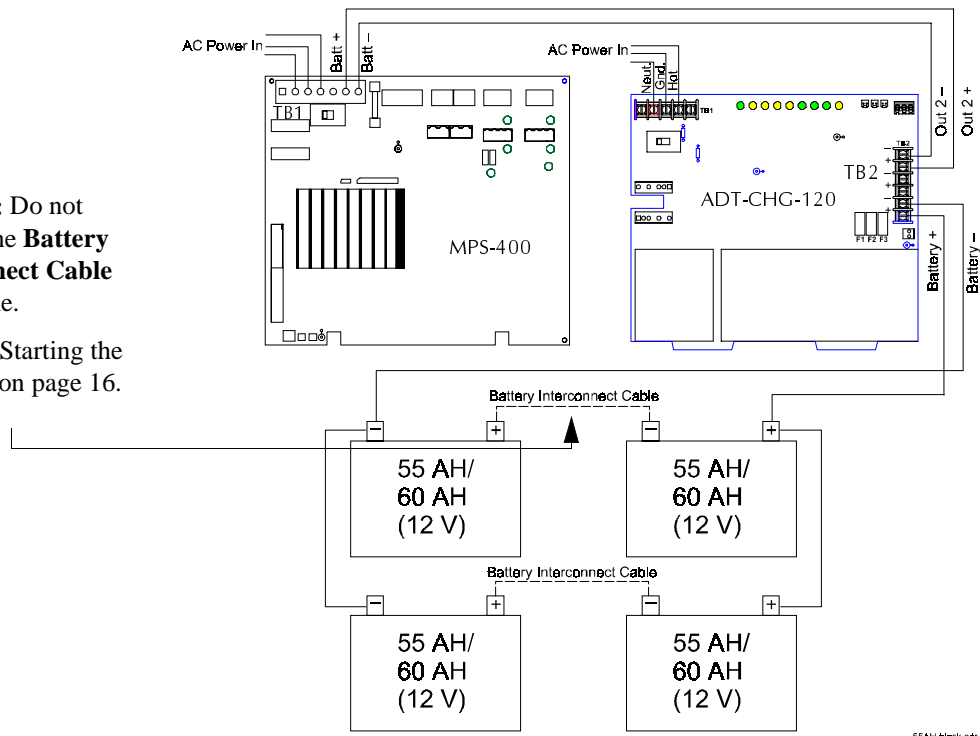 AC Power In
Batt +
Batt –
TB1
MPS-400
AC Power In
Neut.
Gnd.
Hot
TB1
Out 2 –
Out 2 +
TB2
TB2
–
+
–
+
–
+
ADT-CHG-120
F1 F2 F3
Battery +
Battery –
: Do not
ne Battery
nect Cable
e.
Starting the
on page 16.
Battery Interconnect Cable
– + – +
55 AH/
60 AH
(12 V)
55 AH/
60 AH
(12 V)
Battery Interconnect Cable
– + – +
55 AH/
60 AH
(12 V)
55 AH/
60 AH
(12 V)